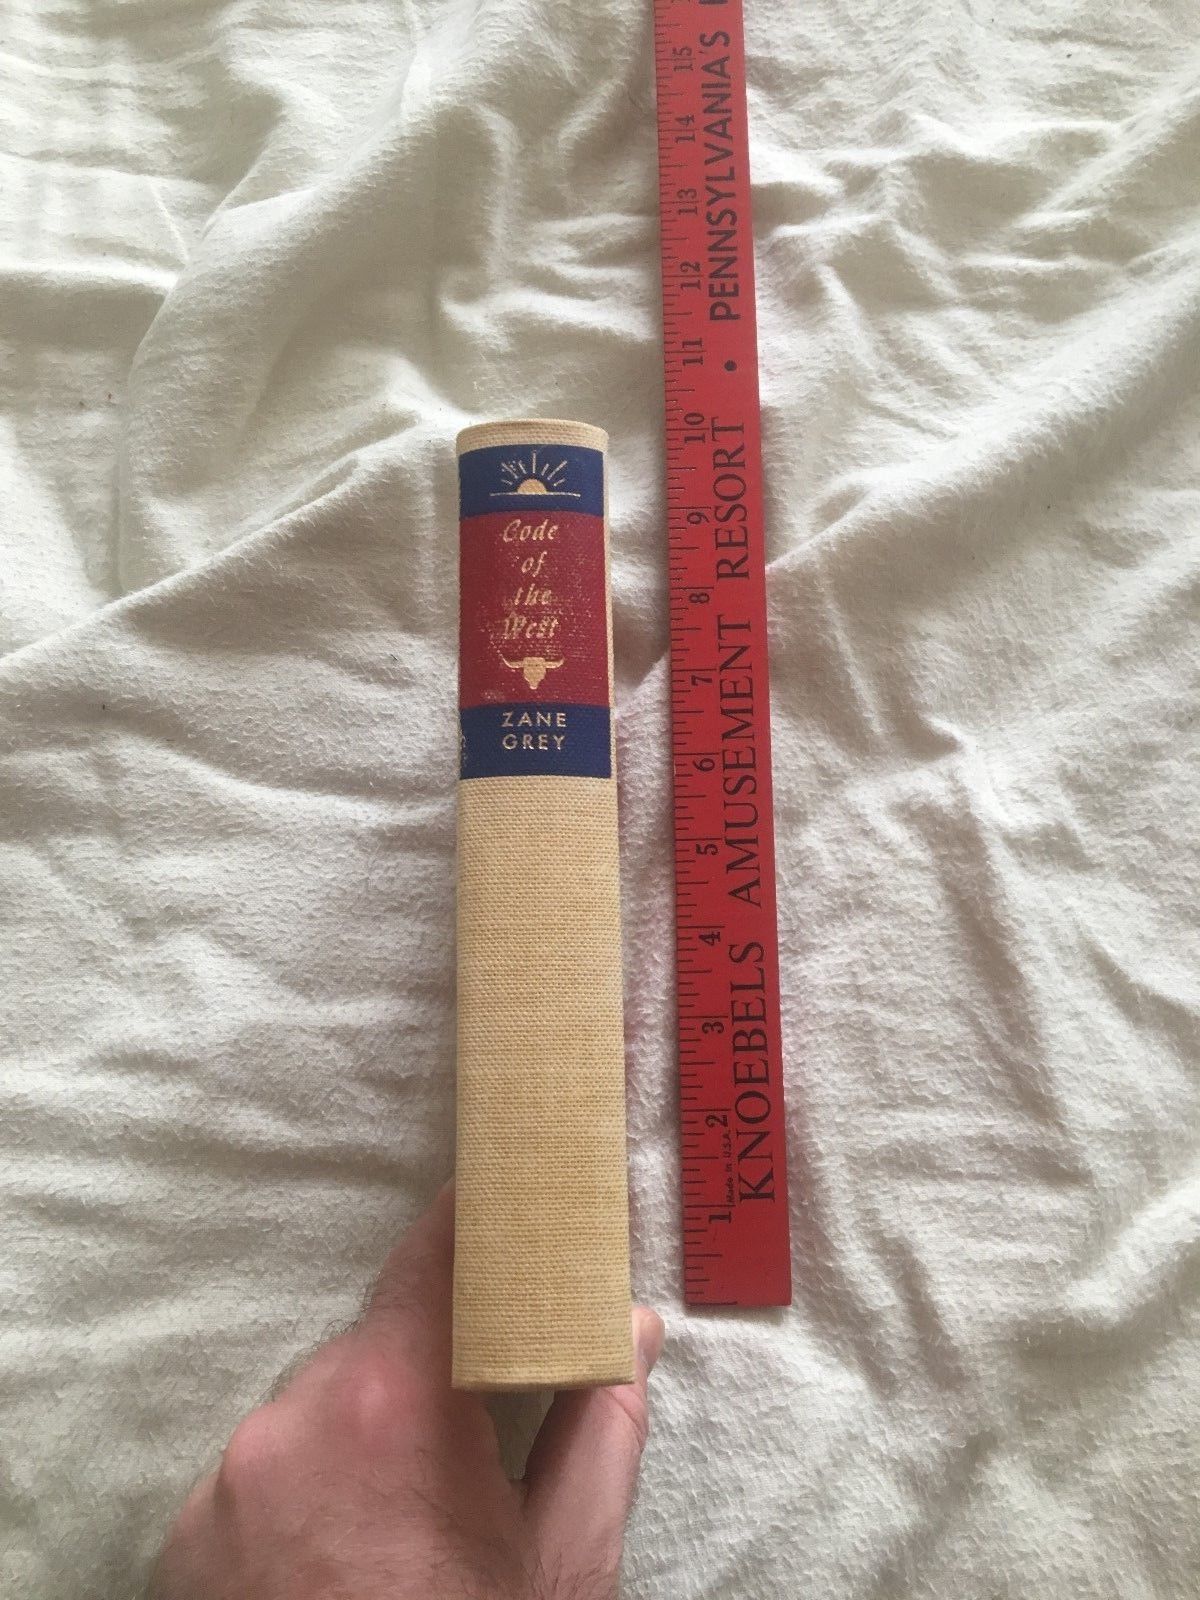 Code
of
the
West
ZANE
GREY
KNOEBELS AMUSEMENT RESORT • PENNSYLVANIA'S
Made in U.S.A.
1 2 3 4 5 6 7 8 9 10 11 12 13 14 15